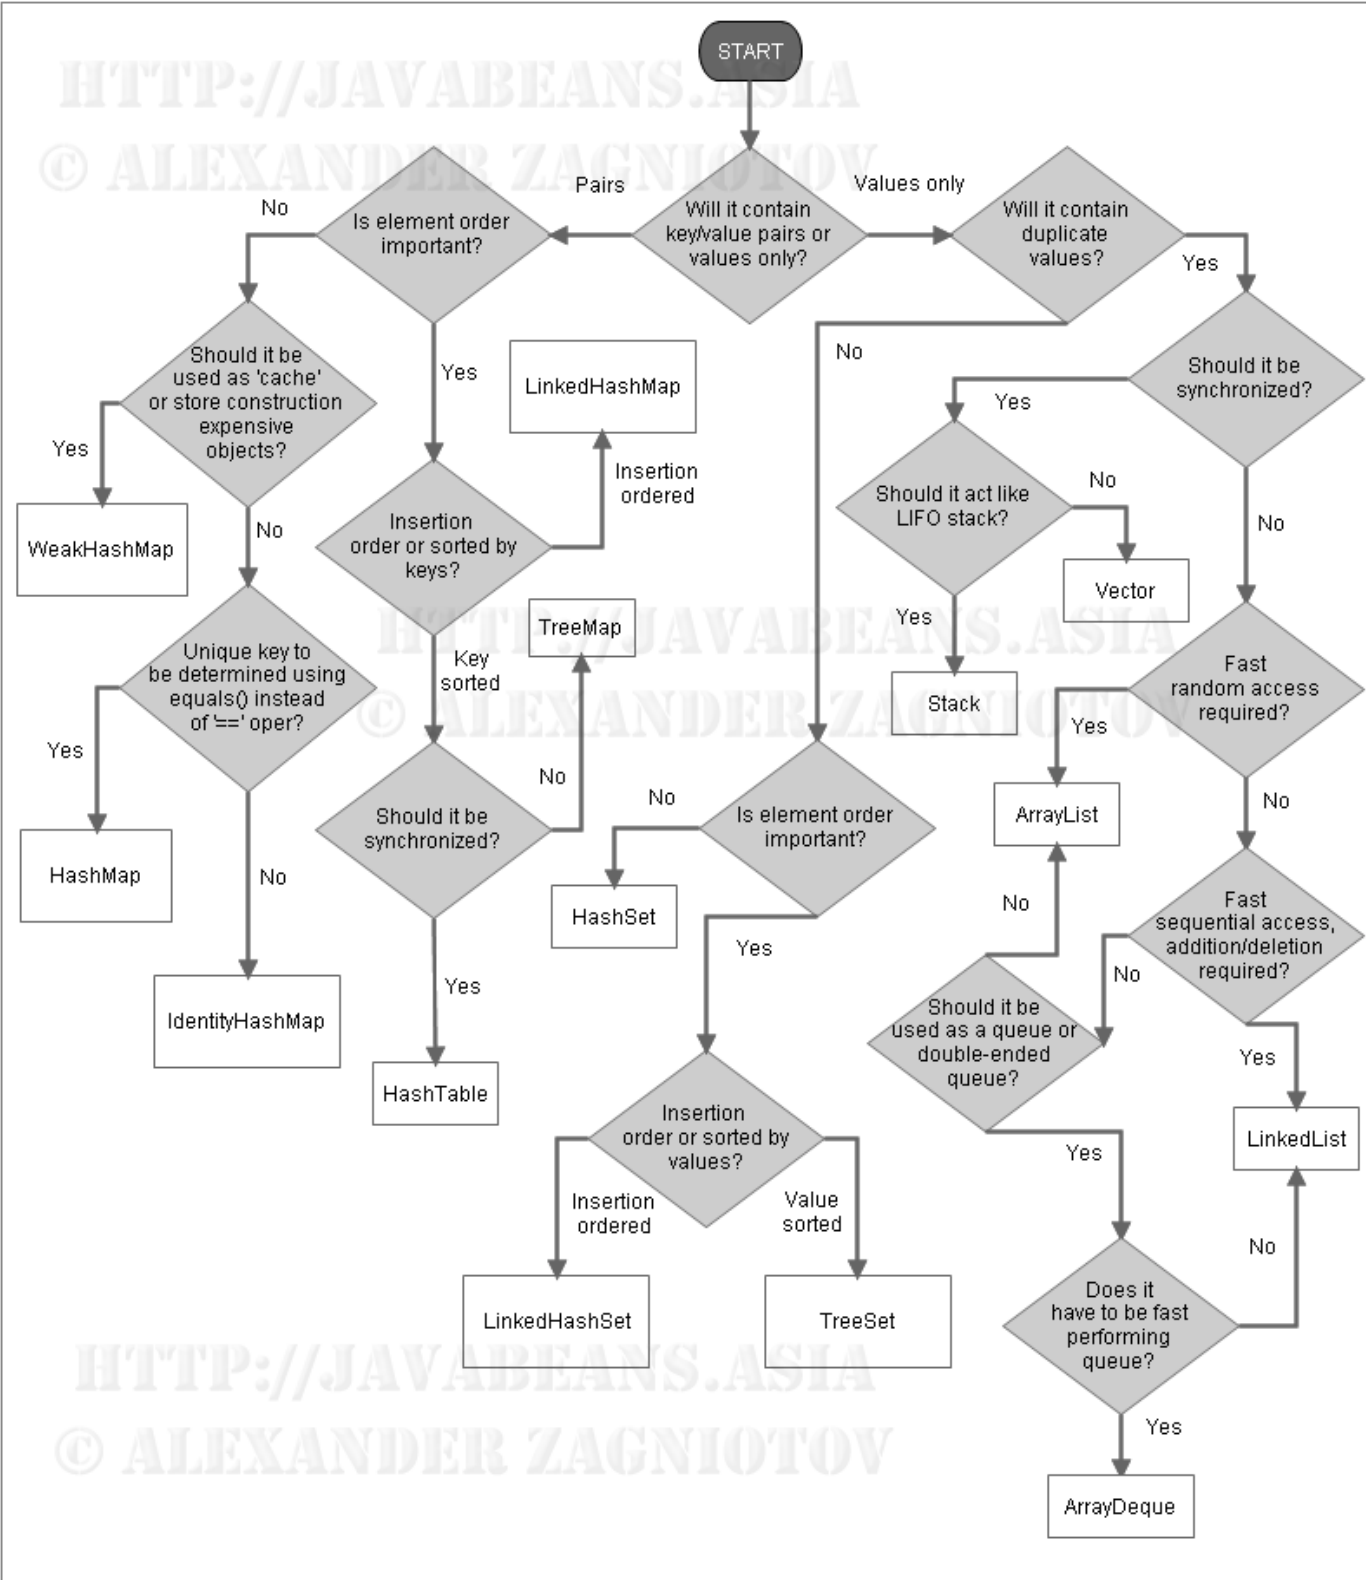 HTTP://JAVABEANS.ASIA
© ALEXANDER ZAGNIOTOV
START
Will it contain
key/value pairs or
values only?
Pairs
Values only
Is element order
important?
No
Yes
Should it be
used as 'cache'
or store construction
expensive
objects?
Yes
WeakHashMap
No
Unique key to
be determined using
equals() instead
of '==' oper?
Yes
HashMap
No
IdentityHashMap
Insertion
order or sorted by
keys?
Insertion
ordered
LinkedHashMap
Key
sorted
Should it be
synchronized?
No
TreeMap
Yes
HashTable
Will it contain
duplicate
values?
No
Yes
Is element order
important?
No
HashSet
Yes
Insertion
order or sorted by
values?
Insertion
ordered
LinkedHashSet
Value
sorted
TreeSet
Should it be
synchronized?
Yes
Should it act like
LIFO stack?
No
Vector
Yes
Stack
No
Fast
random access
required?
Yes
ArrayList
No
Fast
sequential access,
addition/deletion
required?
No
Yes
LinkedList
Should it be
used as a queue or
double-ended
queue?
No
Yes
Does it
have to be fast
performing
queue?
No
Yes
ArrayDeque
HTTP://JAVABEANS.ASIA
© ALEXANDER ZAGNIOTOV
HTTP://JAVABEANS.ASIA
© ALEXANDER ZAGNIOTOV